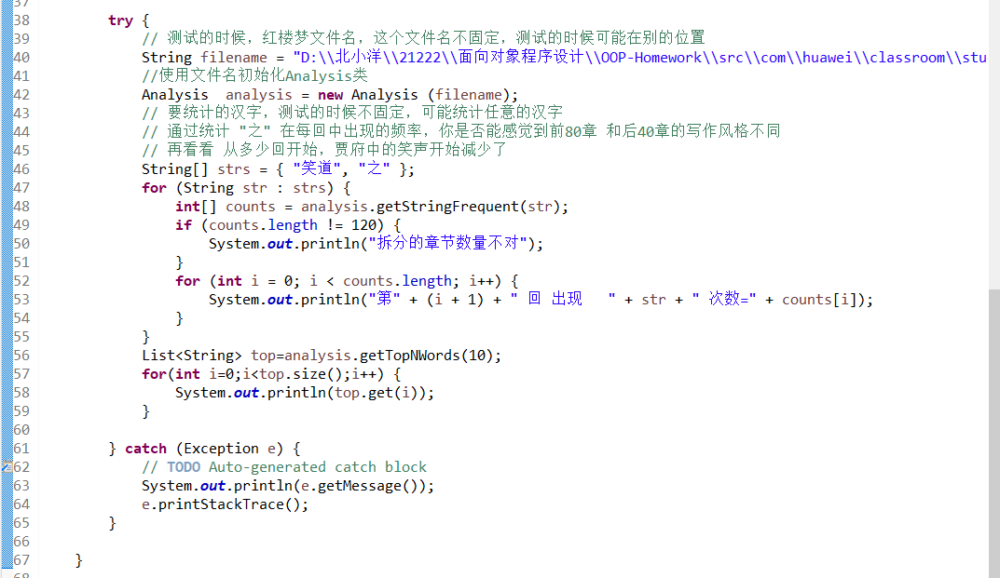 37
38 try {
39 // 测试的时候，红楼梦文件名，这个文件名不固定，测试的时候可能在别的位置
40 String filename = "D:\\北小洋\\21222\\面向对象程序设计\\OOP-Homework\\src\\com\\huawei\\classroom\\stu
41 //使用文件名初始化Analysis类
42 Analysis  analysis = new Analysis (filename);
43 // 要统计的汉字，测试的时候不固定，可能统计任意的汉字
44 // 通过统计 "之" 在每回中出现的频率，你是否能感觉到前80章 和后40章的写作风格不同
45 // 再看看 从多少回开始，贾府中的笑声开始减少了
46 String[] strs = { "笑道", "之" };
47 for (String str : strs) {
48 int[] counts = analysis.getStringFrequent(str);
49 if (counts.length != 120) {
50 System.out.println("拆分的章节数量不对");
51 }
52 for (int i = 0; i < counts.length; i++) {
53 System.out.println("第" + (i + 1) + " 回 出现   " + str + " 次数=" + counts[i]);
54 }
55 }
56 List<String> top=analysis.getTopNWords(10);
57 for(int i=0;i<top.size();i++) {
58 System.out.println(top.get(i));
59 }
60
61 } catch (Exception e) {
62 // TODO Auto-generated catch block
63 System.out.println(e.getMessage());
64 e.printStackTrace();
65 }
66
67 }
68